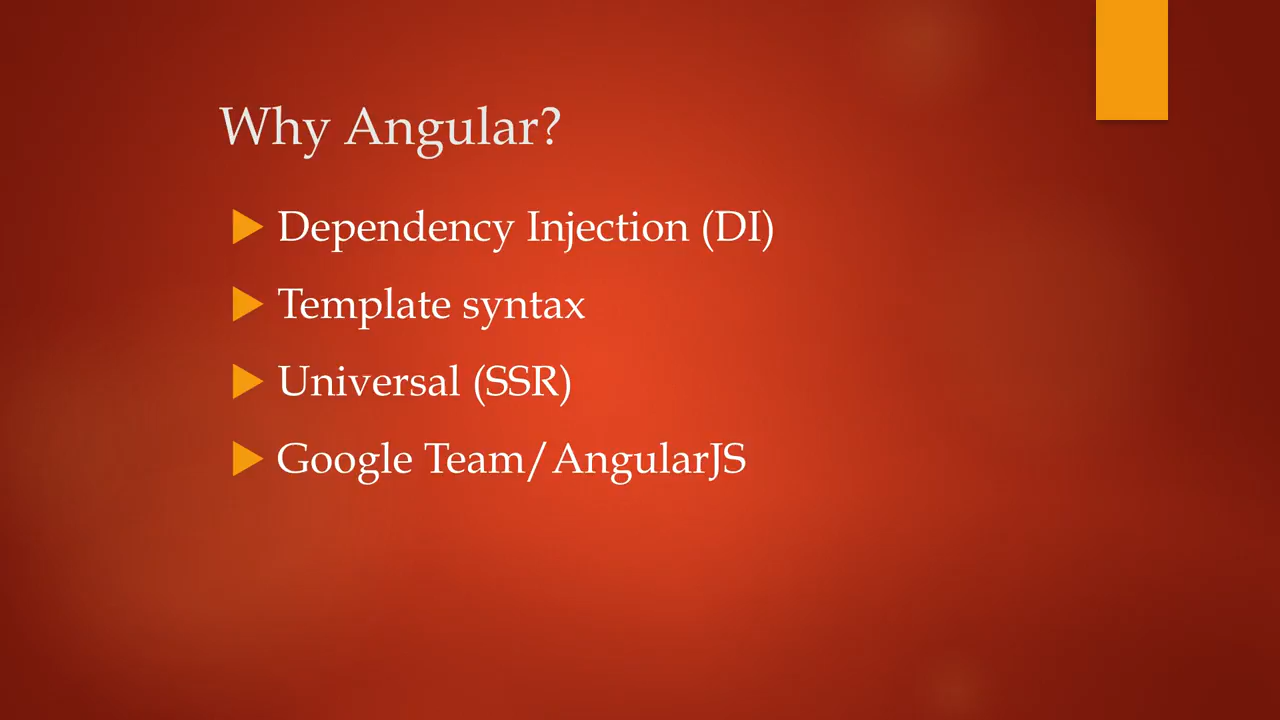 Why Angular?
Dependency Injection (DI)
Template syntax
Universal (SSR)
Google Team/AngularJS